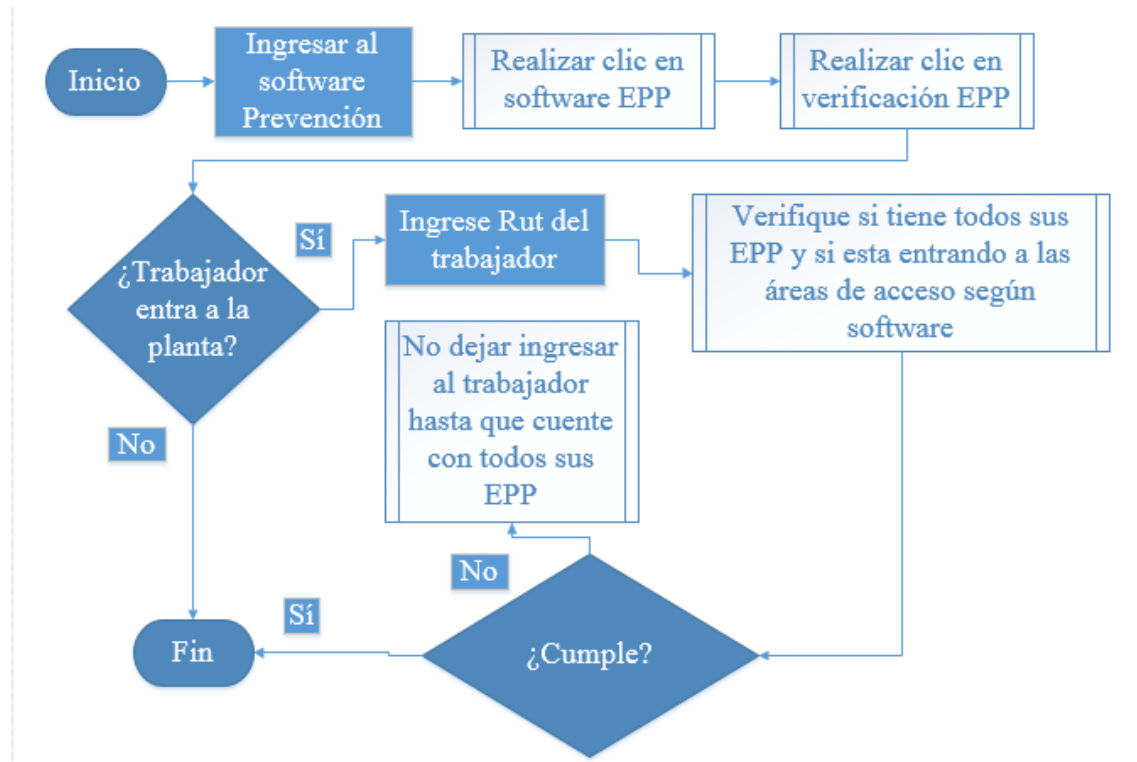 Inicio
Ingresar al
software
Prevención
Realizar clic en
software EPP
Realizar clic en
verificación EPP
¿Trabajador
entra a la
planta?
Sí
Ingrese Rut del
trabajador
Verifique si tiene todos sus
EPP y si esta entrando a las
áreas de acceso según
software
No dejar ingresar
al trabajador
hasta que cuente
con todos sus
EPP
No
No
Sí
Fin
¿Cumple?